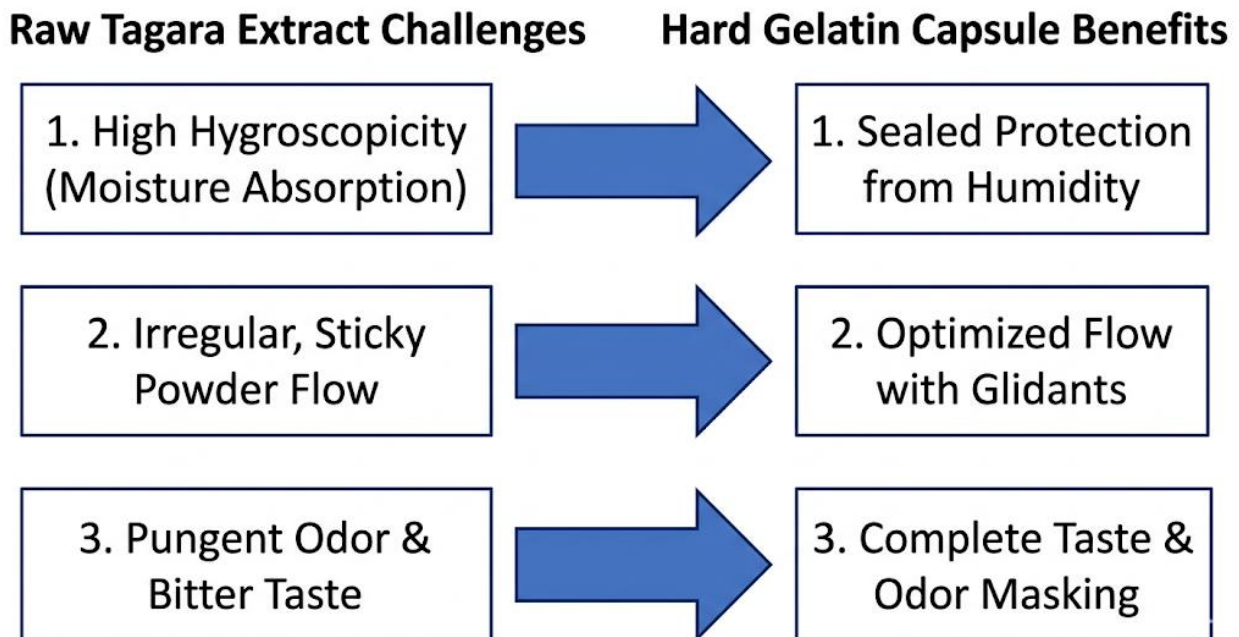 Raw Tagara Extract Challenges
Hard Gelatin Capsule Benefits
1. High Hygroscopicity
(Moisture Absorption)
1. Sealed Protection
from Humidity
2. Irregular, Sticky
Powder Flow
2. Optimized Flow
with Glidants
3. Pungent Odor &
Bitter Taste
3. Complete Taste &
Odor Masking